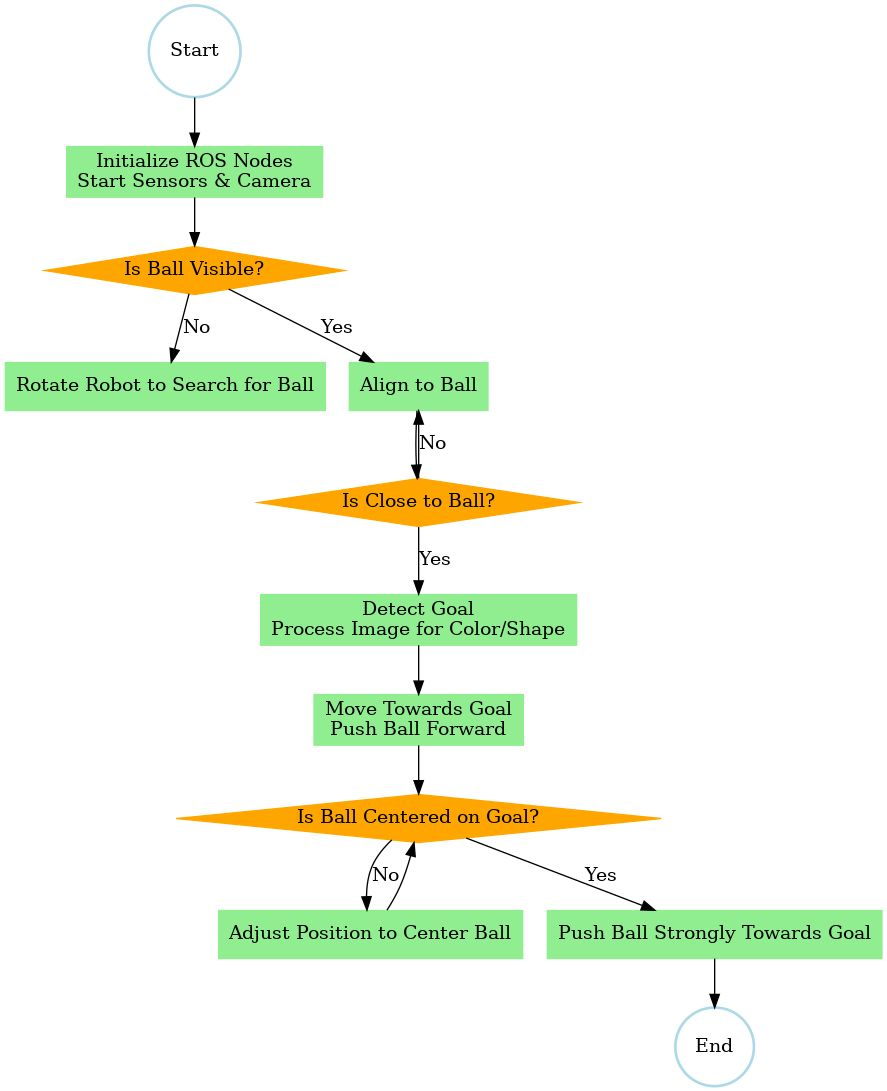 Start
Initialize ROS Nodes
Start Sensors & Camera
Is Ball Visible?
No
Yes
Rotate Robot to Search for Ball
Align to Ball
No
Is Close to Ball?
Yes
Detect Goal
Process Image for Color/Shape
Move Towards Goal
Push Ball Forward
Is Ball Centered on Goal?
No
Yes
Adjust Position to Center Ball
Push Ball Strongly Towards Goal
End